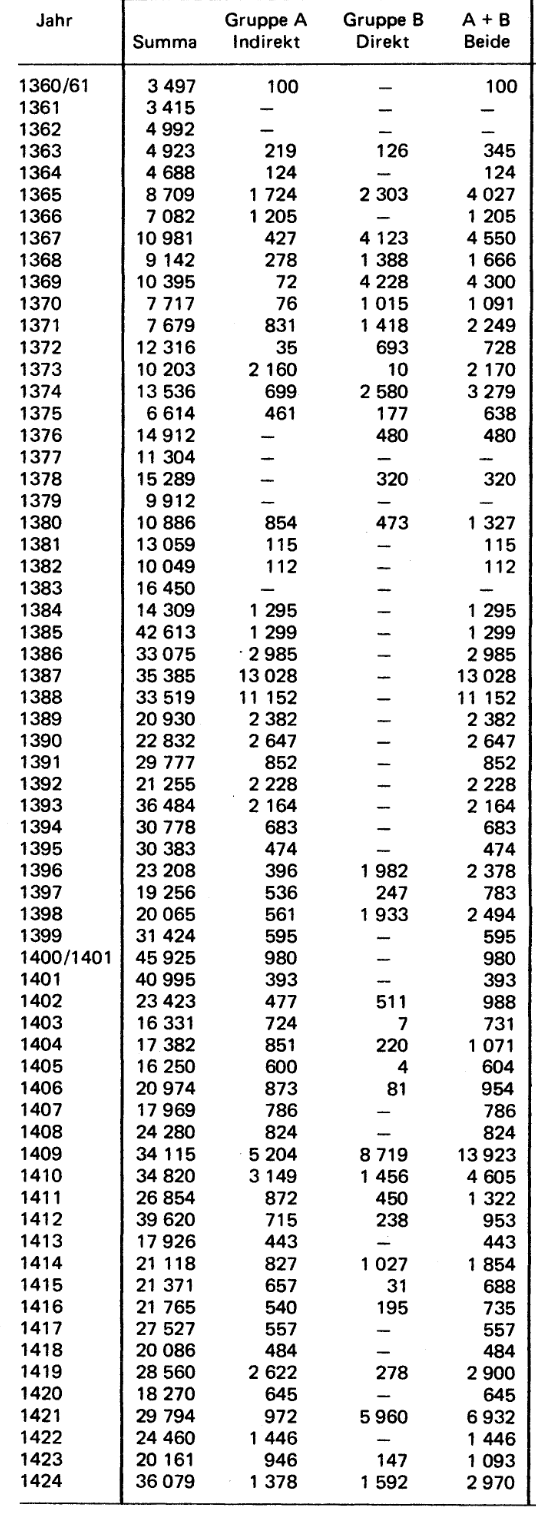 Jahr Gruppe A Gruppe B A + B
Summa Indirekt Direkt Beide
1360/61 3 497 100 — 100
1361 3 415 — — —
1362 4 992 — — —
1363 4 923 219 126 345
1364 4 688 124 — 124
1365 8 709 1 724 2 303 4 027
1366 7 082 1 205 — 1 205
1367 10 981 427 4 123 4 550
1368 9 142 278 1 388 1 666
1369 10 395 72 4 228 4 300
1370 7 717 76 1 015 1 091
1371 7 679 831 1 418 2 249
1372 12 316 35 693 728
1373 10 203 2 160 10 2 170
1374 13 536 699 2 580 3 279
1375 6 614 461 177 638
1376 14 912 — 480 480
1377 11 304 — — —
1378 15 289 — 320 320
1379 9 912 — — —
1380 10 886 854 473 1 327
1381 13 059 115 — 115
1382 10 049 112 — 112
1383 16 450 — — —
1384 14 309 1 295 — 1 295
1385 42 613 1 299 — 1 299
1386 33 075 2 985 — 2 985
1387 35 385 13 028 — 13 028
1388 33 519 11 152 — 11 152
1389 20 930 2 382 — 2 382
1390 22 832 2 647 — 2 647
1391 29 777 852 — 852
1392 21 255 2 228 — 2 228
1393 36 484 2 164 — 2 164
1394 30 778 683 — 683
1395 30 383 474 — 474
1396 23 208 396 1 982 2 378
1397 19 256 536 247 783
1398 20 065 561 1 933 2 494
1399 31 424 595 — 595
1400/1401 45 925 980 — 980
1401 40 995 393 — 393
1402 23 423 477 511 988
1403 16 331 724 7 731
1404 17 382 851 220 1 071
1405 16 250 600 4 604
1406 20 974 873 81 954
1407 17 969 786 — 786
1408 24 280 824 — 824
1409 34 115 5 204 8 719 13 923
1410 34 820 3 149 1 456 4 605
1411 26 854 872 450 1 322
1412 39 620 715 238 953
1413 17 926 443 — 443
1414 21 118 827 1 027 1 854
1415 21 371 657 31 688
1416 21 765 540 195 735
1417 27 527 557 — 557
1418 20 086 484 — 484
1419 28 560 2 622 278 2 900
1420 18 270 645 — 645
1421 29 794 972 5 960 6 932
1422 24 460 1 446 — 1 446
1423 20 161 946 147 1 093
1424 36 079 1 378 1 592 2 970